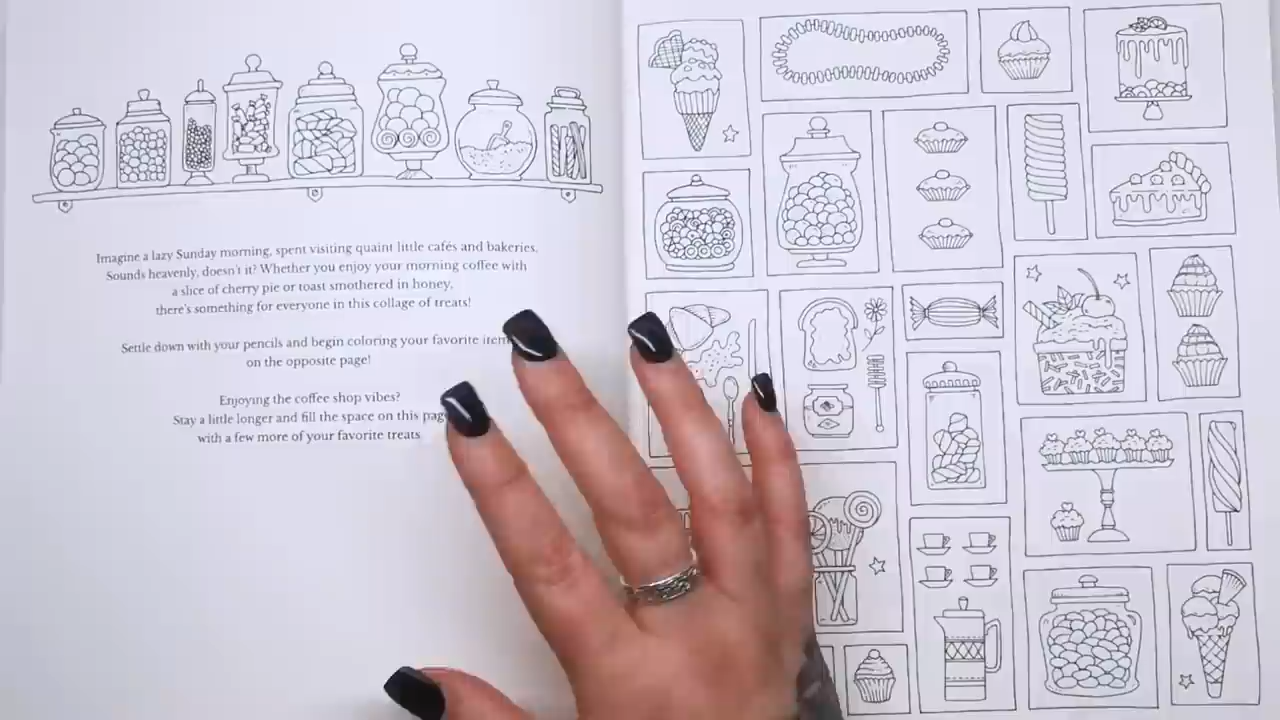 Imagine a lazy Sunday morning, spent visiting quaint little cafés and bakeries.
Sounds heavenly, doesn't it? Whether you enjoy your morning coffee with
a slice of cherry pie or toast smothered in honey,
there's something for everyone in this collage of treats!
Settle down with your pencils and begin coloring your favorite
on the opposite page!
Enjoying the coffee shop vibes?
Stay a little longer and fill the space on this
with a few more of your favorite treats